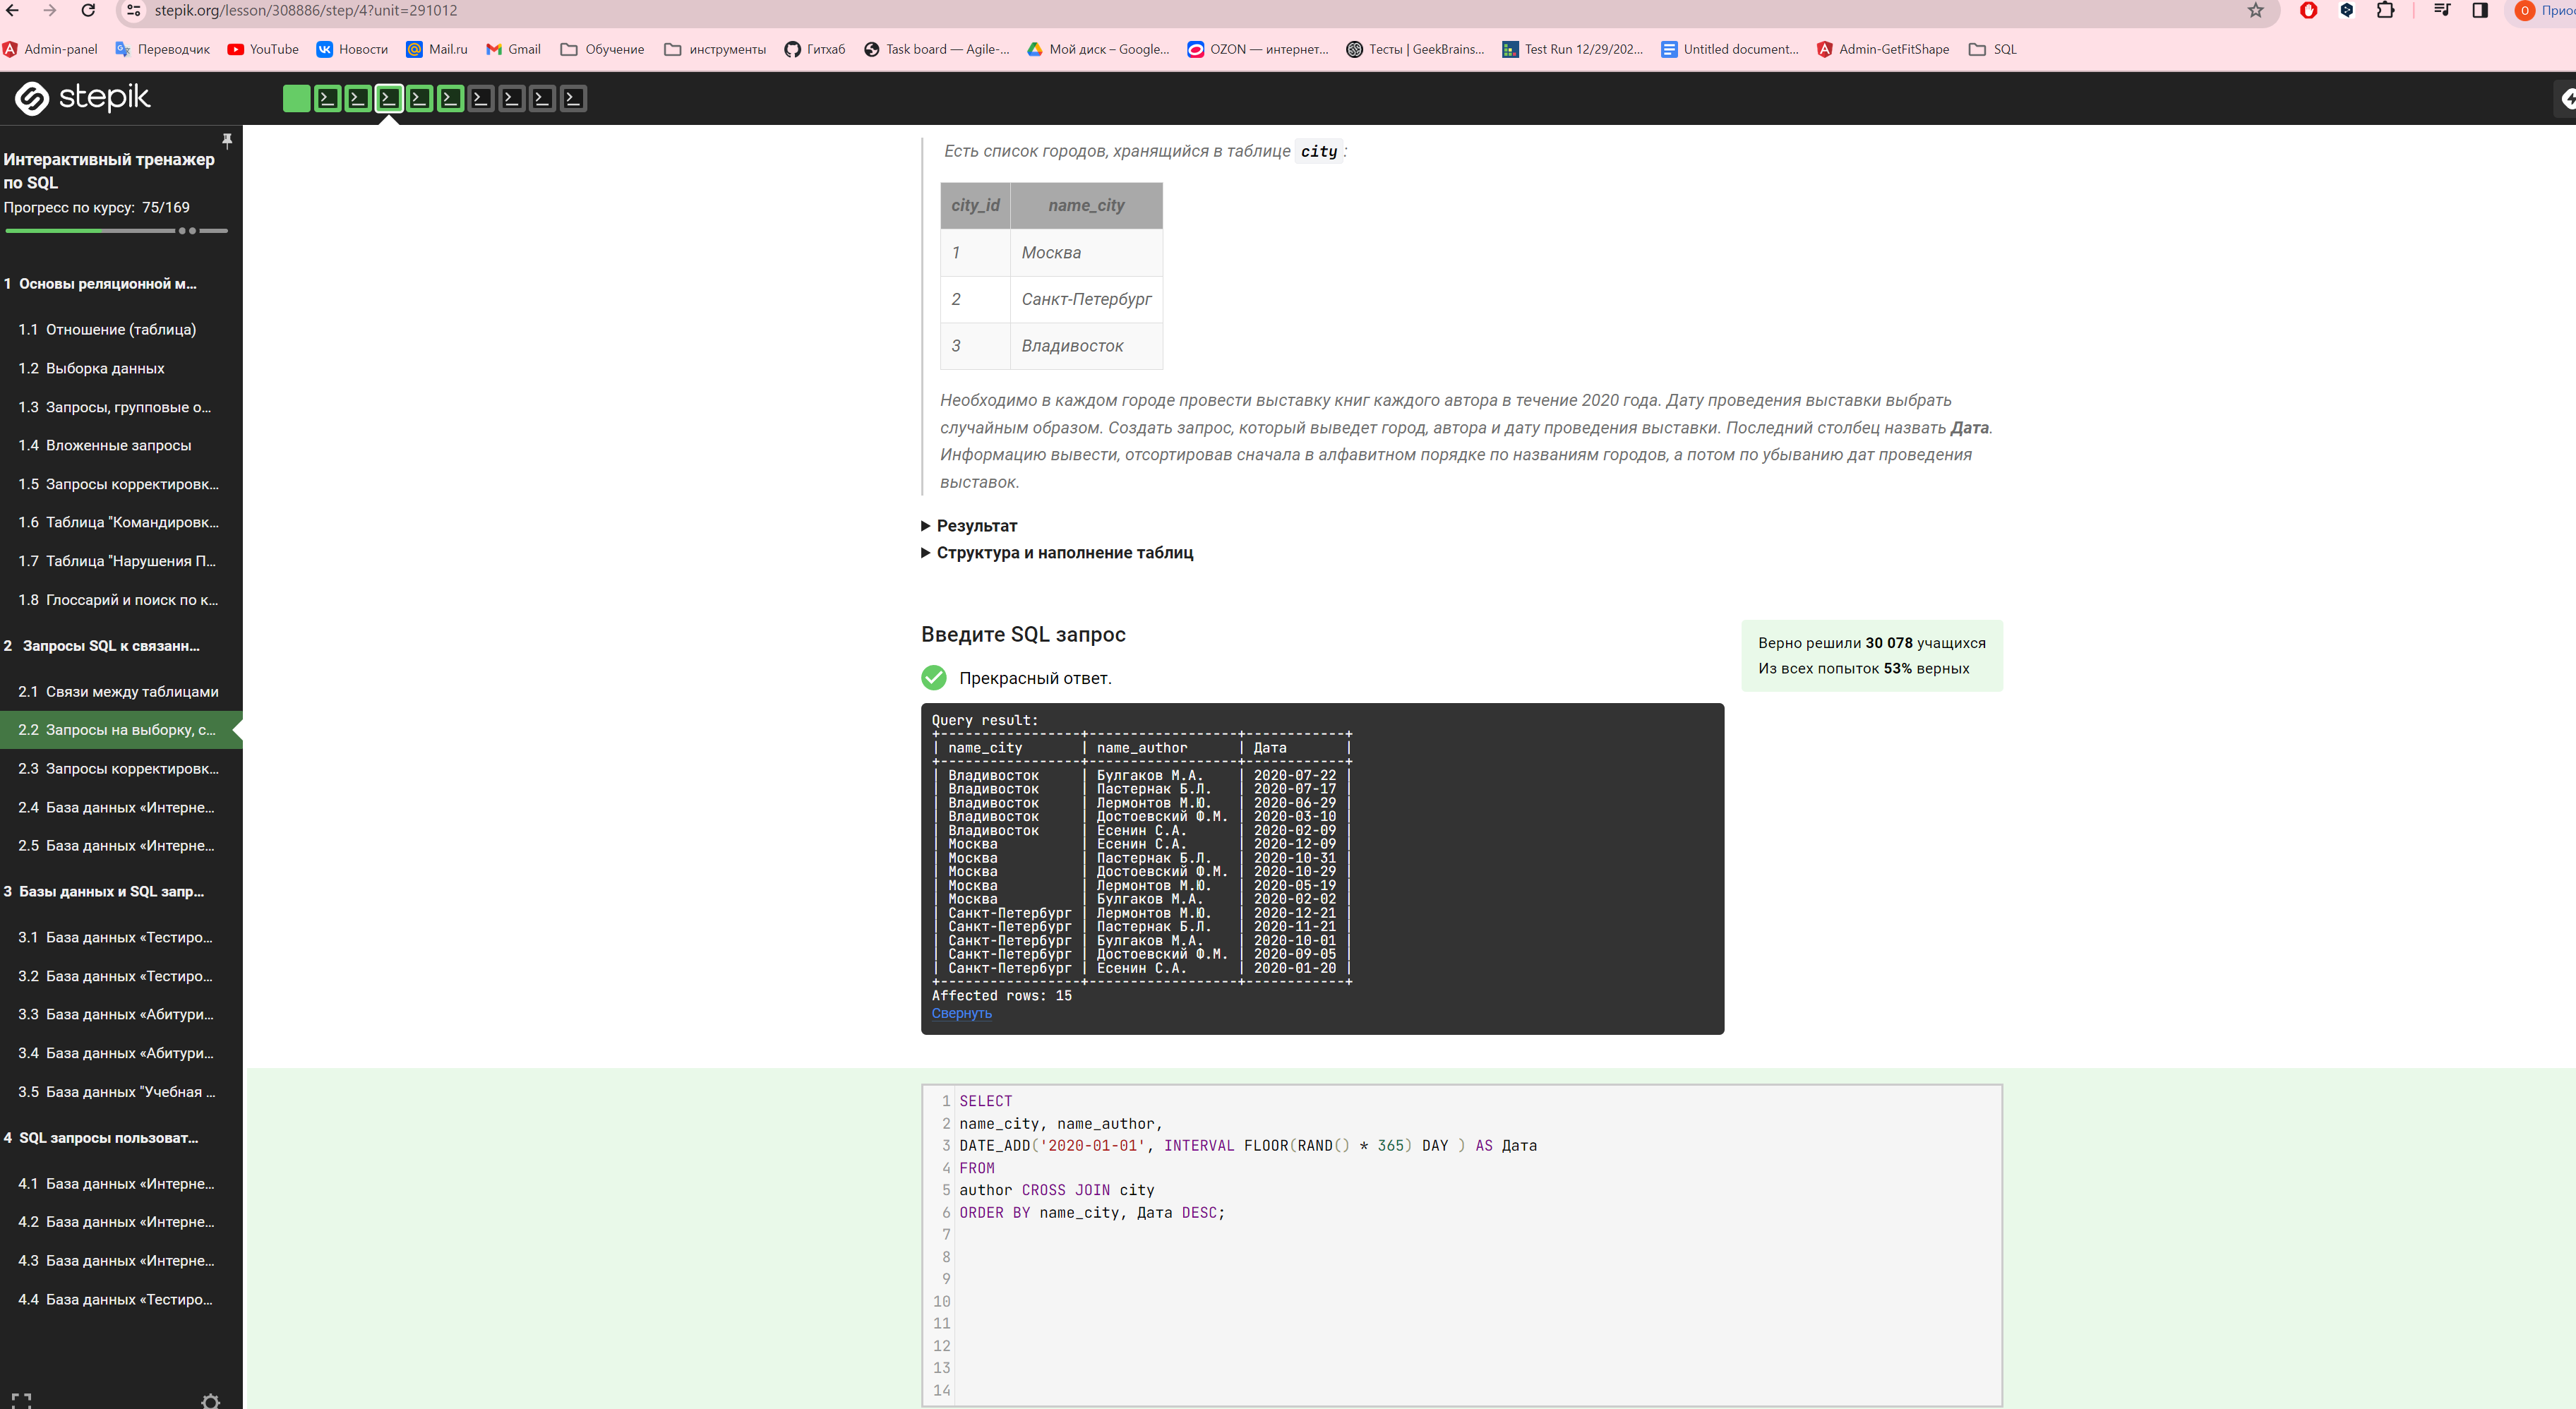 stepik.org/lesson/308886/step/4?unit=291012
О
Admin-panel Переводчик YouTube Новости Mail.ru Gmail Обучение инструменты Гитхаб Task board — Agile-... Мой диск – Google... OZON — интернет... Тесты | GeekBrains... Test Run 12/29/202... Untitled document... Admin-GetFitShape SQL
stepik
Интерактивный тренажер
по SQL
Прогресс по курсу: 75/169
1 Основы реляционной м...
1.1 Отношение (таблица)
1.2 Выборка данных
1.3 Запросы, групповые о...
1.4 Вложенные запросы
1.5 Запросы корректировк...
1.6 Таблица "Командировк...
1.7 Таблица "Нарушения П...
1.8 Глоссарий и поиск по к...
2 Запросы SQL к связанн...
2.1 Связи между таблицами
2.2 Запросы на выборку, с...
2.3 Запросы корректировк...
2.4 База данных «Интерне...
2.5 База данных «Интерне...
3 Базы данных и SQL запр...
3.1 База данных «Тестиро...
3.2 База данных «Тестиро...
3.3 База данных «Абитури...
3.4 База данных «Абитури...
3.5 База данных "Учебная ...
4 SQL запросы пользоват...
4.1 База данных «Интерне...
4.2 База данных «Интерне...
4.3 База данных «Интерне...
4.4 База данных «Тестиро...
Есть список городов, хранящийся в таблице city :
city_id name_city
1 Москва
2 Санкт-Петербург
3 Владивосток
Необходимо в каждом городе провести выставку книг каждого автора в течение 2020 года. Дату проведения выставки выбрать
случайным образом. Создать запрос, который выведет город, автора и дату проведения выставки. Последний столбец назвать Дата.
Информацию вывести, отсортировав сначала в алфавитном порядке по названиям городов, а потом по убыванию дат проведения
выставок.
Результат
Структура и наполнение таблиц
Введите SQL запрос
Верно решили 30 078 учащихся
Из всех попыток 53% верных
Прекрасный ответ.
Query result:
+-----------------+------------------+------------+
| name_city       | name_author      | Дата       |
+-----------------+------------------+------------+
| Владивосток     | Булгаков М.А.    | 2020-07-22 |
| Владивосток     | Пастернак Б.Л.   | 2020-07-17 |
| Владивосток     | Лермонтов М.Ю.   | 2020-06-29 |
| Владивосток     | Достоевский Ф.М. | 2020-03-10 |
| Владивосток     | Есенин С.А.      | 2020-02-09 |
| Москва          | Есенин С.А.      | 2020-12-09 |
| Москва          | Пастернак Б.Л.   | 2020-10-31 |
| Москва          | Достоевский Ф.М. | 2020-10-29 |
| Москва          | Лермонтов М.Ю.   | 2020-05-19 |
| Москва          | Булгаков М.А.    | 2020-02-02 |
| Санкт-Петербург | Лермонтов М.Ю.   | 2020-12-21 |
| Санкт-Петербург | Пастернак Б.Л.   | 2020-11-21 |
| Санкт-Петербург | Булгаков М.А.    | 2020-10-01 |
| Санкт-Петербург | Достоевский Ф.М. | 2020-09-05 |
| Санкт-Петербург | Есенин С.А.      | 2020-01-20 |
+-----------------+------------------+------------+
Affected rows: 15
Свернуть
1 SELECT
2 name_city, name_author,
3 DATE_ADD('2020-01-01', INTERVAL FLOOR(RAND() * 365) DAY ) AS Дата
4 FROM
5 author CROSS JOIN city
6 ORDER BY name_city, Дата DESC;
7
8
9
10
11
12
13
14